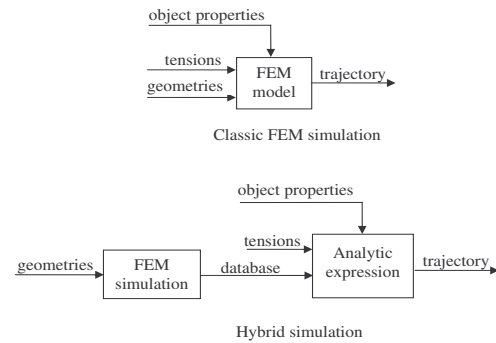 object properties
tensions
geometries
FEM
model
trajectory
Classic FEM simulation
object properties
geometries
FEM
simulation
tensions
database
Analytic
expression
trajectory
Hybrid simulation